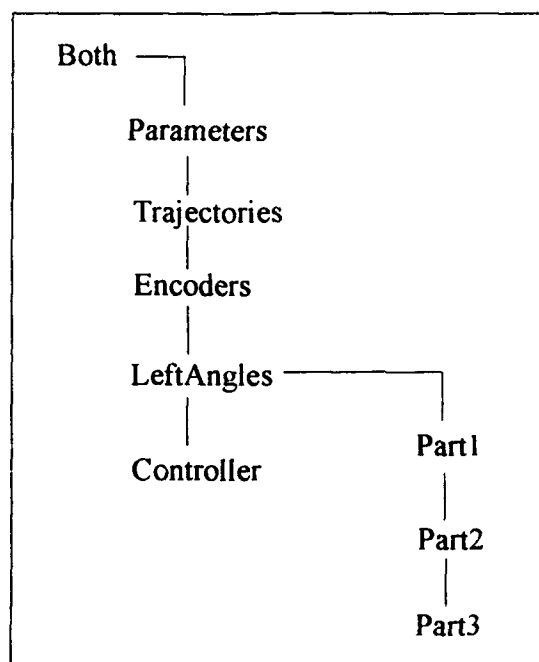 Both
Parameters
Trajectories
Encoders
LeftAngles
Controller
Part1
Part2
Part3